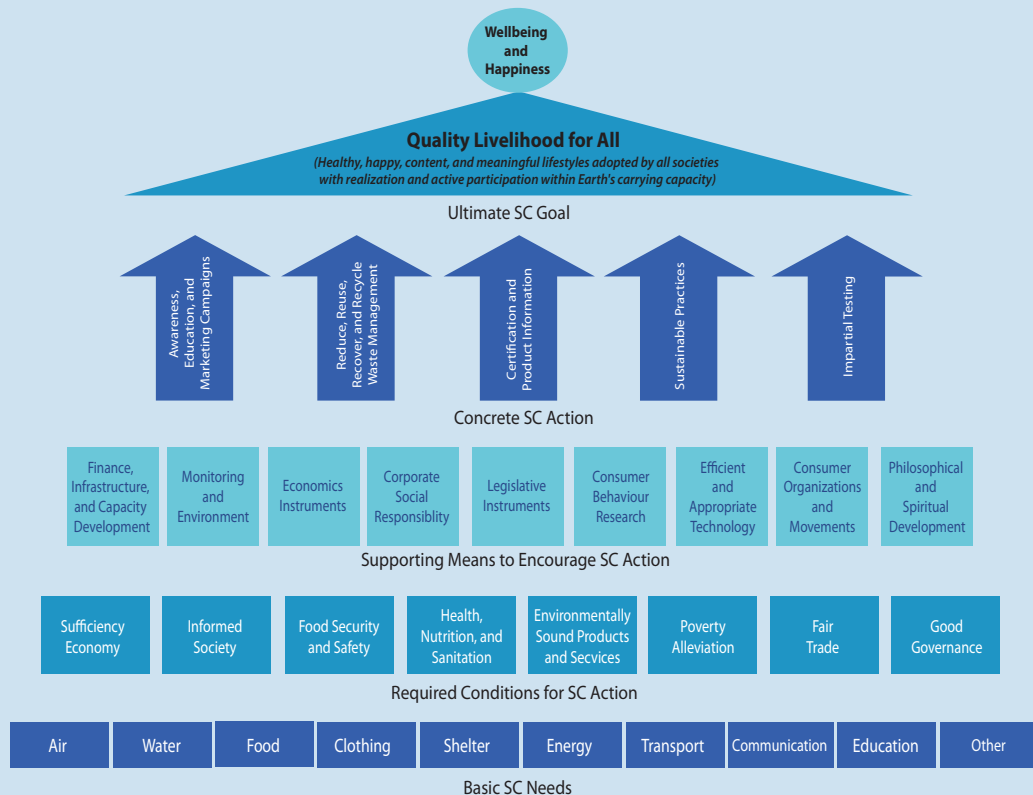 Wellbeing
and
Happiness
Quality Livelihood for All
(Healthy, happy, content, and meaningful lifestyles adopted by all societies
with realization and active participation within Earth's carrying capacity)
Ultimate SC Goal
Awareness,
Education, and
Marketing Campaigns
Reduce, Reuse,
Recover, and Recycle
Waste Management
Certification and
Product Information
Sustainable Practices
Impartial Testing
Concrete SC Action
Finance,
Infrastructure,
and Capacity
Development
Monitoring
and
Environment
Economics
Instruments
Corporate
Social
Responsiblity
Legislative
Instruments
Consumer
Behaviour
Research
Efficient
and
Appropriate
Technology
Consumer
Organizations
and
Movements
Philosophical
and
Spiritual
Development
Supporting Means to Encourage SC Action
Sufficiency
Economy
Informed
Society
Food Security
and Safety
Health,
Nutrition, and
Sanitation
Environmentally
Sound Products
and Secvices
Poverty
Alleviation
Fair
Trade
Good
Governance
Required Conditions for SC Action
Air
Water
Food
Clothing
Shelter
Energy
Transport
Communication
Education
Other
Basic SC Needs